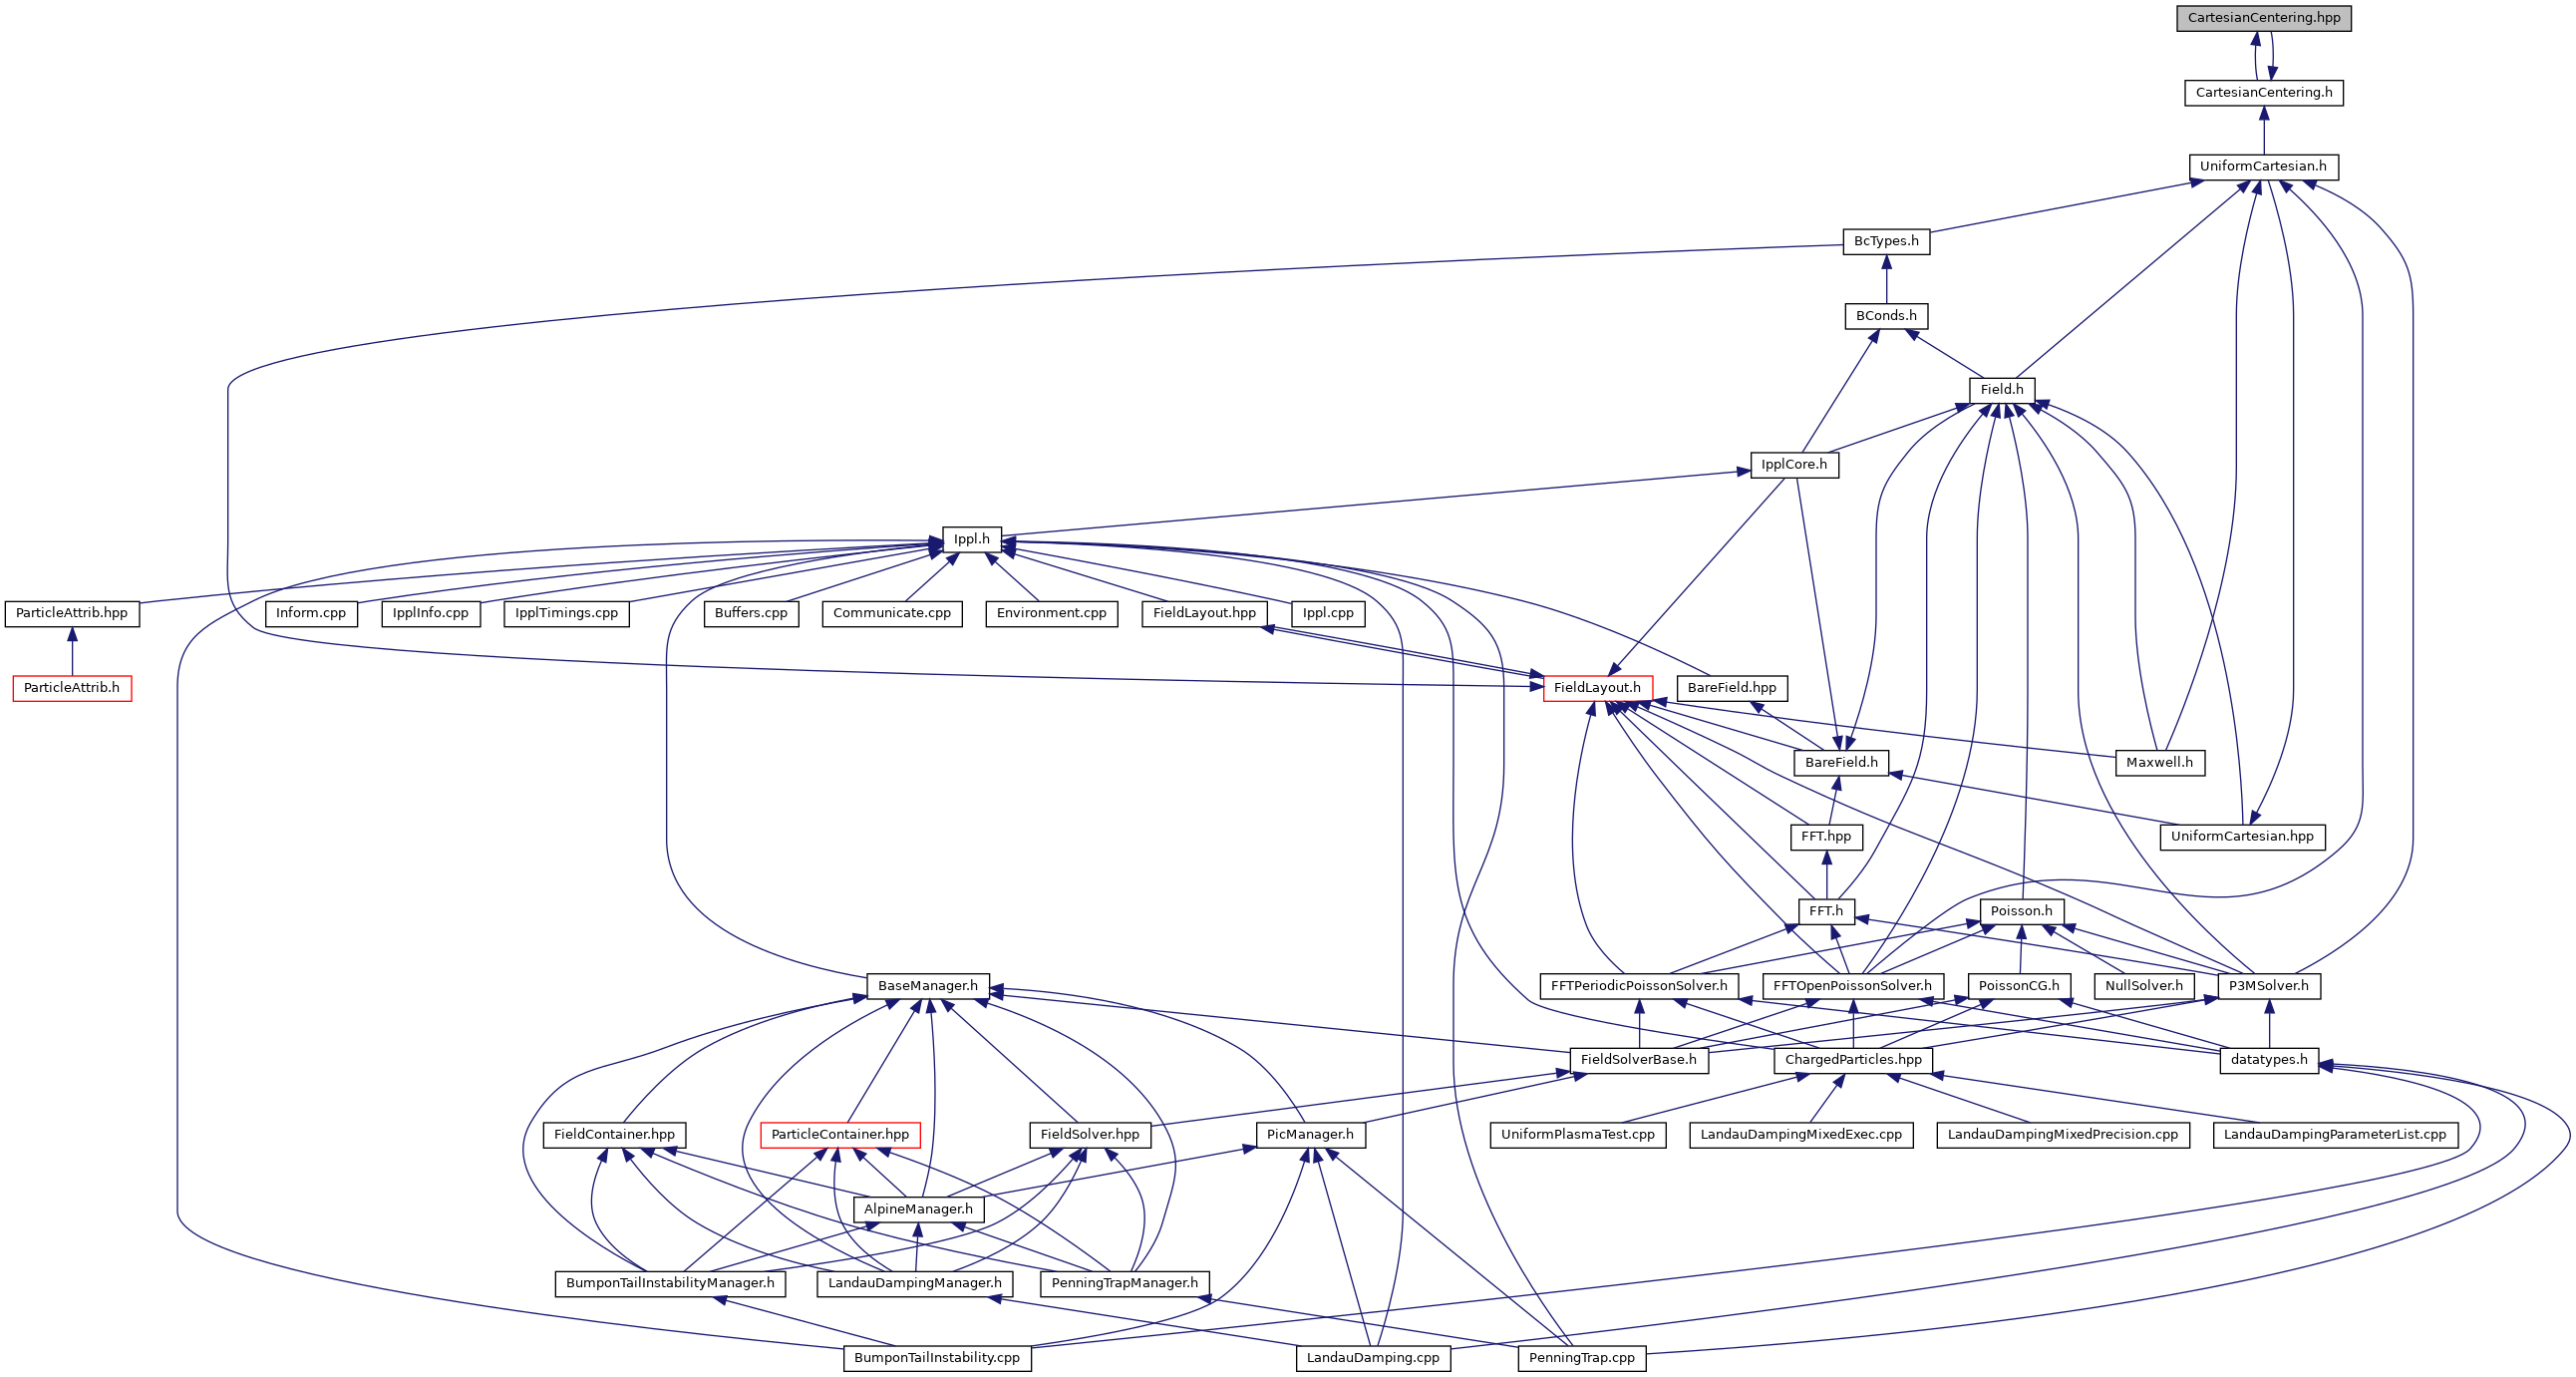 CartesianCentering.hpp
CartesianCentering.h
UniformCartesian.h
BcTypes.h
BConds.h
Field.h
IpplCore.h
Ippl.h
ParticleAttrib.hpp
Inform.cpp
IpplInfo.cpp
IpplTimings.cpp
Buffers.cpp
Communicate.cpp
Environment.cpp
FieldLayout.hpp
Ippl.cpp
ParticleAttrib.h
FieldLayout.h
BareField.hpp
BareField.h
Maxwell.h
FFT.hpp
UniformCartesian.hpp
FFT.h
Poisson.h
BaseManager.h
FFTPeriodicPoissonSolver.h
FFTOpenPoissonSolver.h
PoissonCG.h
NullSolver.h
P3MSolver.h
FieldSolverBase.h
ChargedParticles.hpp
datatypes.h
FieldContainer.hpp
ParticleContainer.hpp
FieldSolver.hpp
PicManager.h
UniformPlasmaTest.cpp
LandauDampingMixedExec.cpp
LandauDampingMixedPrecision.cpp
LandauDampingParameterList.cpp
AlpineManager.h
BumponTailInstabilityManager.h
LandauDampingManager.h
PenningTrapManager.h
BumponTailInstability.cpp
LandauDamping.cpp
PenningTrap.cpp